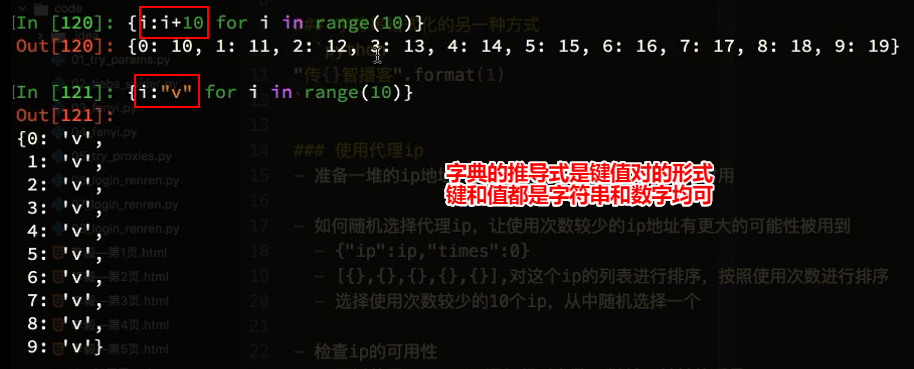 code
In [120]: {i:i+10 for i in range(10)}
的另一种方式
Out[120]: {0: 10, 1: 11, 2: 12, 3: 13, 4: 14, 5: 15, 6: 16, 7: 17, 8: 18, 9: 19}
01_try_params.py
11 "传{}智播客".format(1)
In [121]: {i:"v" for i in range(10)}
Out[121]:
13
{0: 'v',
1: 'v',
2: 'v',
3: 'v',
4: 'v',
5: 'v',
6: 'v',
7: 'v',
8: 'v',
9: 'v'}
fanyi.py
try_proxies.py
login_renren.py
login_renren.py
login_renren.py
第1页.html
第2页.html
第3页.html
第4页.html
第5页.html
14 ### 使用代理ip
15 - 准备一堆的ip地
用
字典的推导式是键值对的形式
键和值都是字符串和数字均可
16
17 - 如何随机选择代理ip，让使用次数较少的ip地址有更大的可能性被用到
18 - {"ip":ip,"times":0}
19 - [{},{},{},{},{}],对这个ip的列表进行排序，按照使用次数进行排序
20 - 选择使用次数较少的10个ip，从中随机选择一个
21
22 - 检查ip的可用性